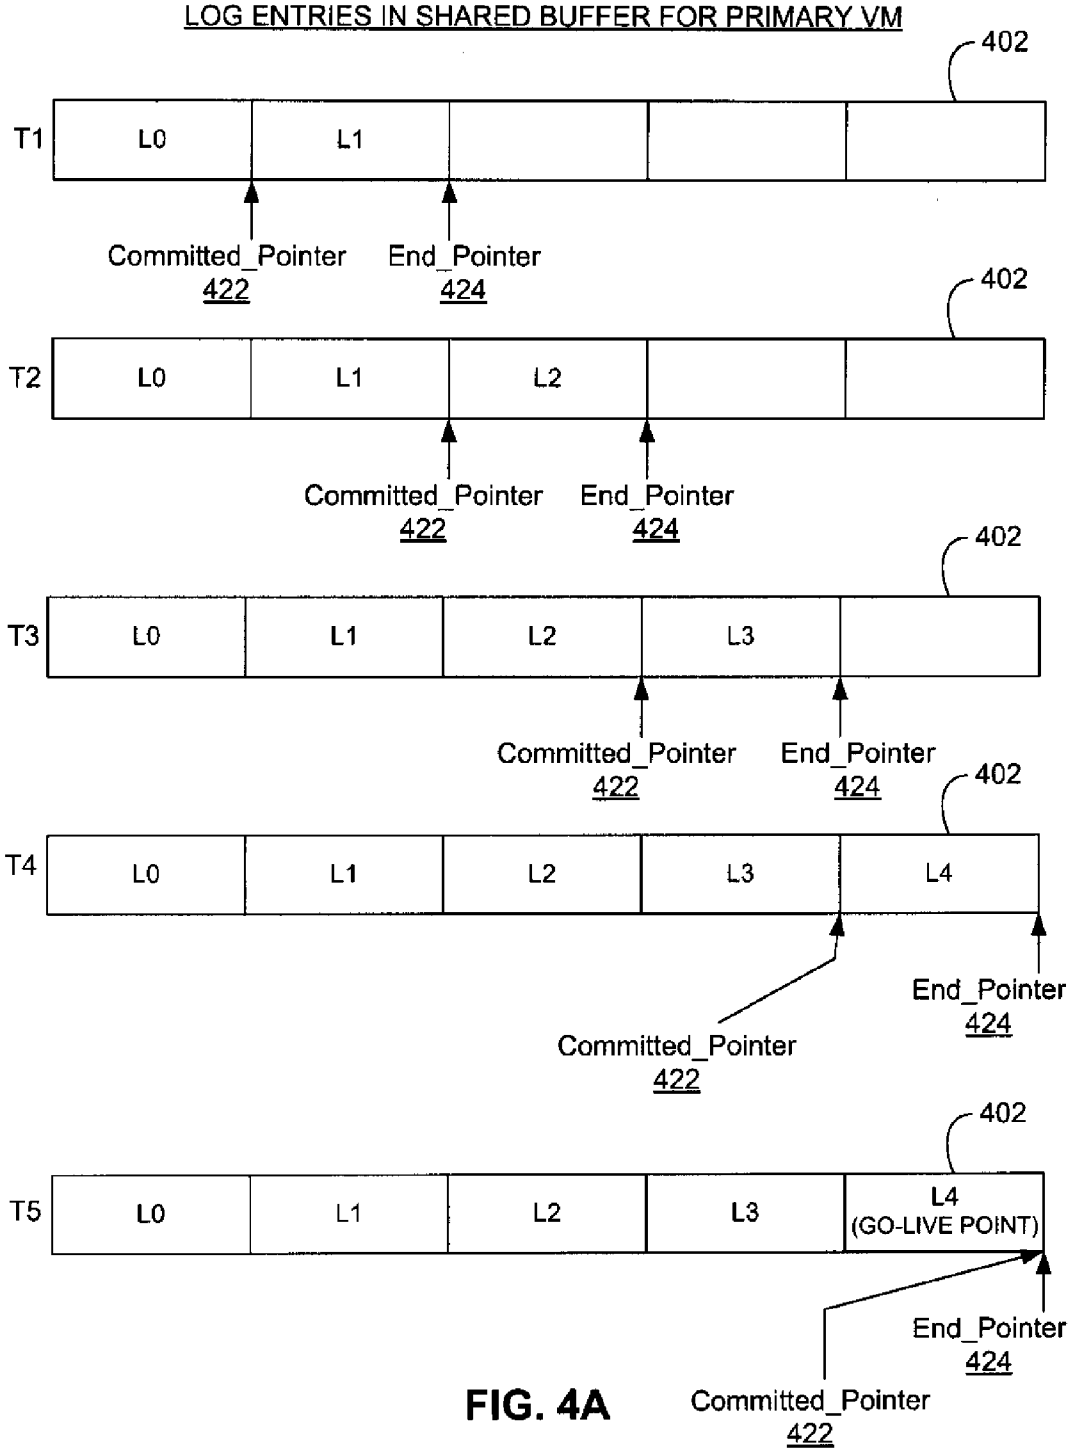 LOG ENTRIES IN SHARED BUFFER FOR PRIMARY VM
402
T1 L0 L1
Committed_Pointer End_Pointer
422 424
402
T2 L0 L1 L2
Committed_Pointer End_Pointer
422 424
402
T3 L0 L1 L2 L3
Committed_Pointer End_Pointer
422 424
402
T4 L0 L1 L2 L3 L4
End_Pointer
424
Committed_Pointer
422
402
T5 L0 L1 L2 L3 L4
(GO-LIVE POINT)
End_Pointer
424
Committed_Pointer
422
FIG. 4A